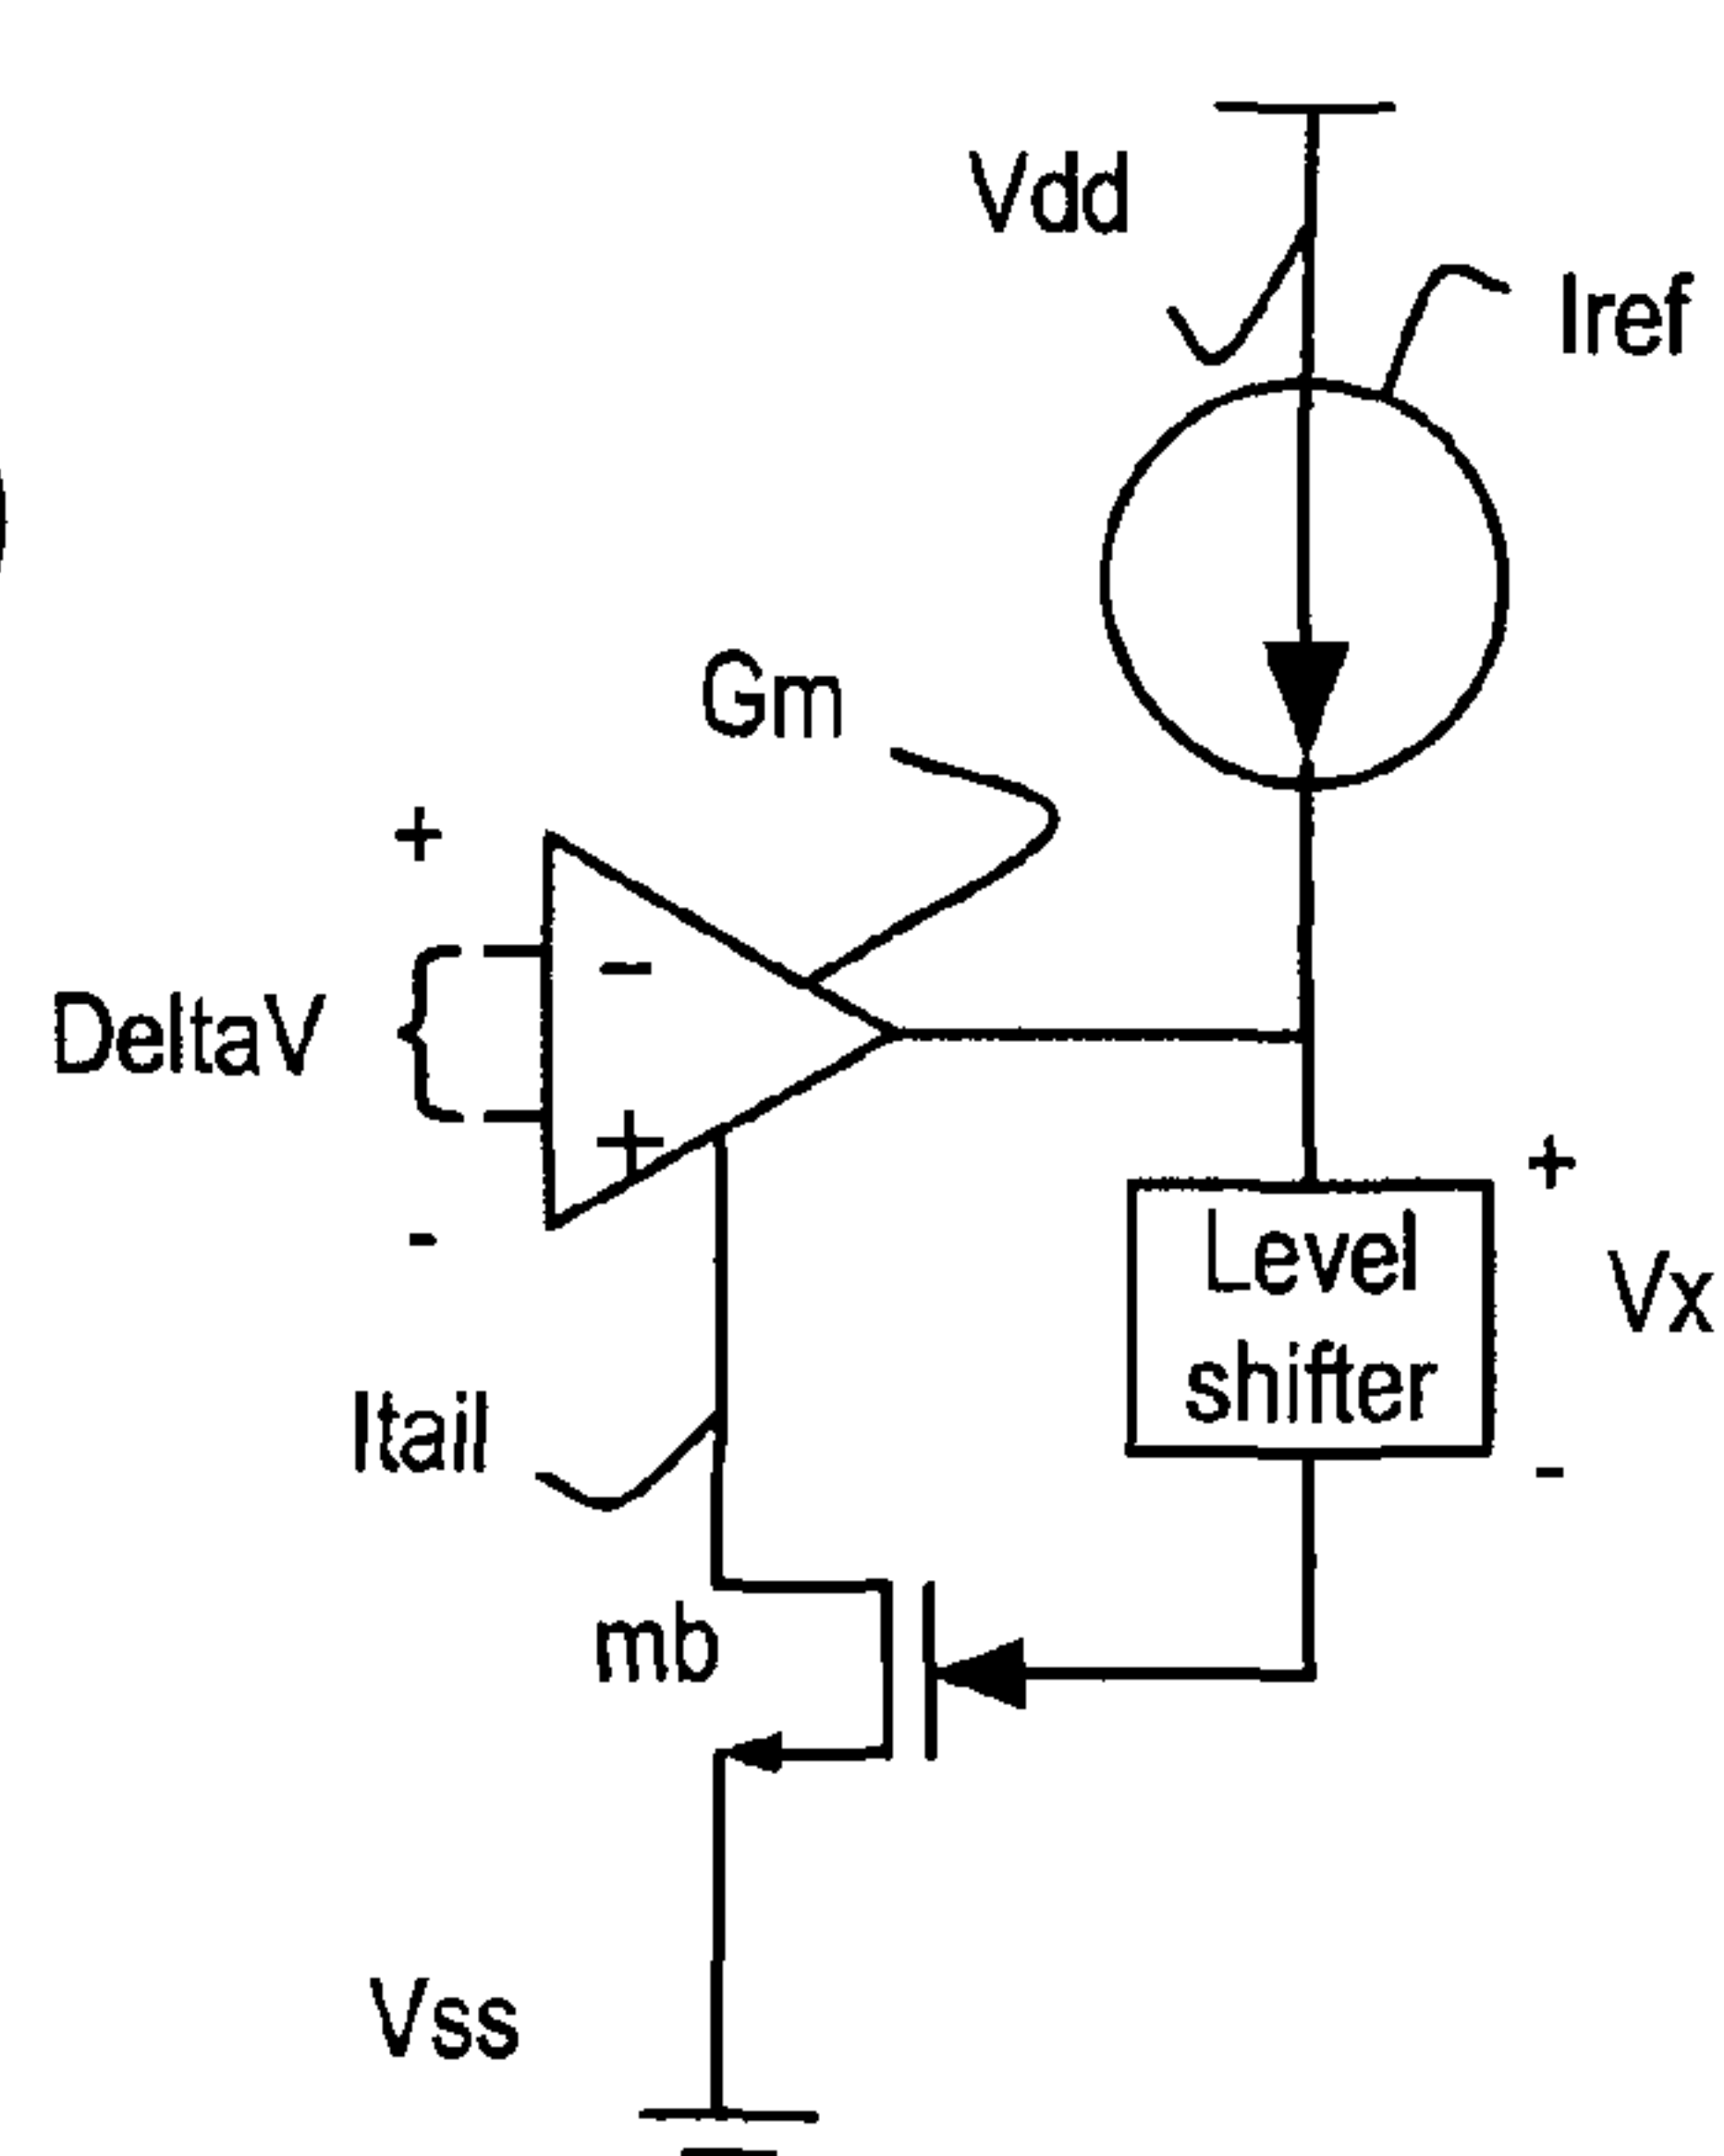 Vdd
Iref
Gm
+
-
DeltaV
+
-
+
Level
shifter
Vx
-
Itail
mb
Vss